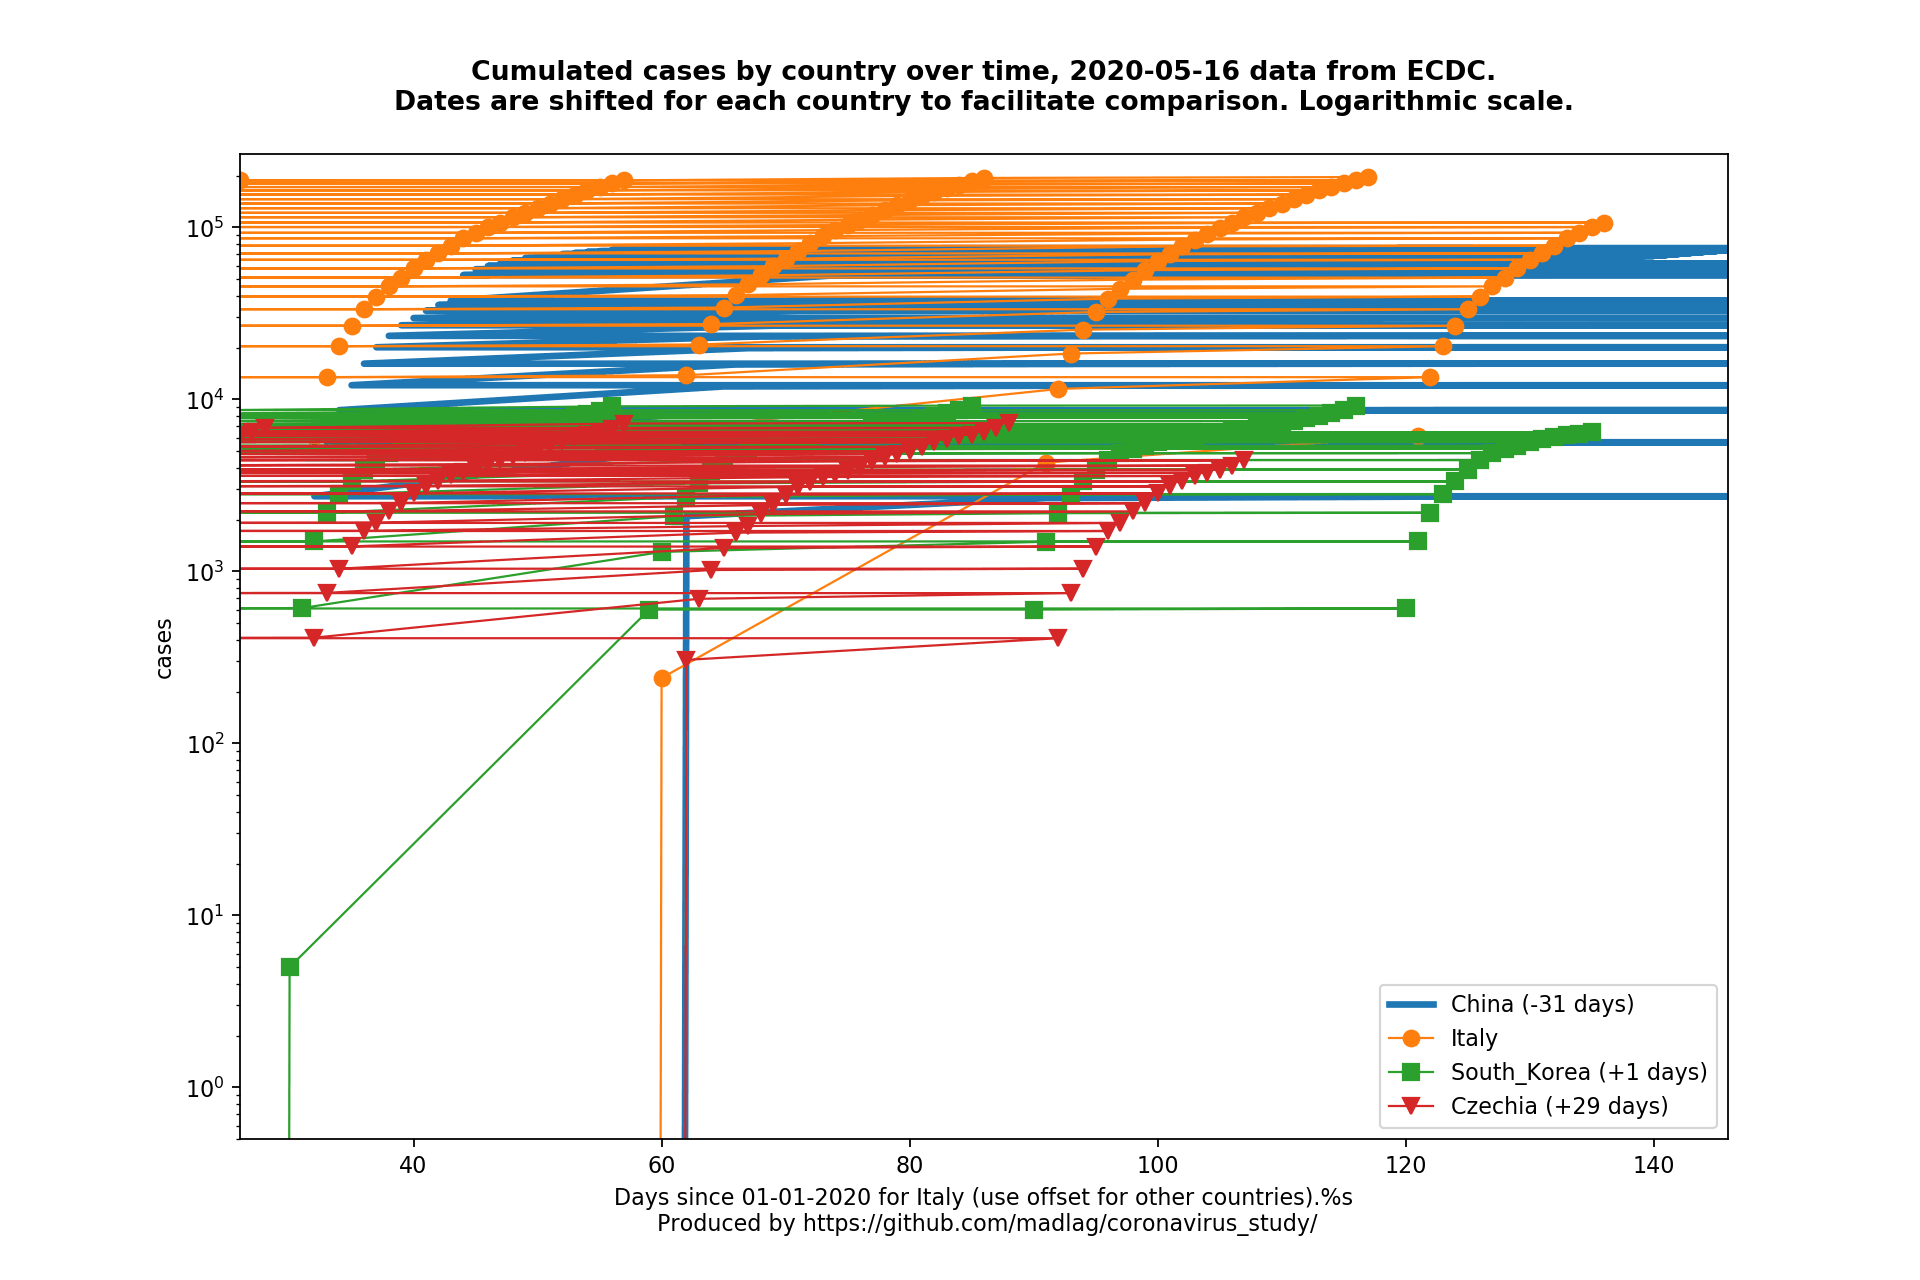 Cumulated cases by country over time, 2020-05-16 data from ECDC.
Dates are shifted for each country to facilitate comparison. Logarithmic scale.
cases
10^5
10^4
10^3
10^2
10^1
10^0
40 60 80 100 120 140
China (-31 days)
Italy
South_Korea (+1 days)
Czechia (+29 days)
Days since 01-01-2020 for Italy (use offset for other countries).%s
Produced by https://github.com/madlag/coronavirus_study/